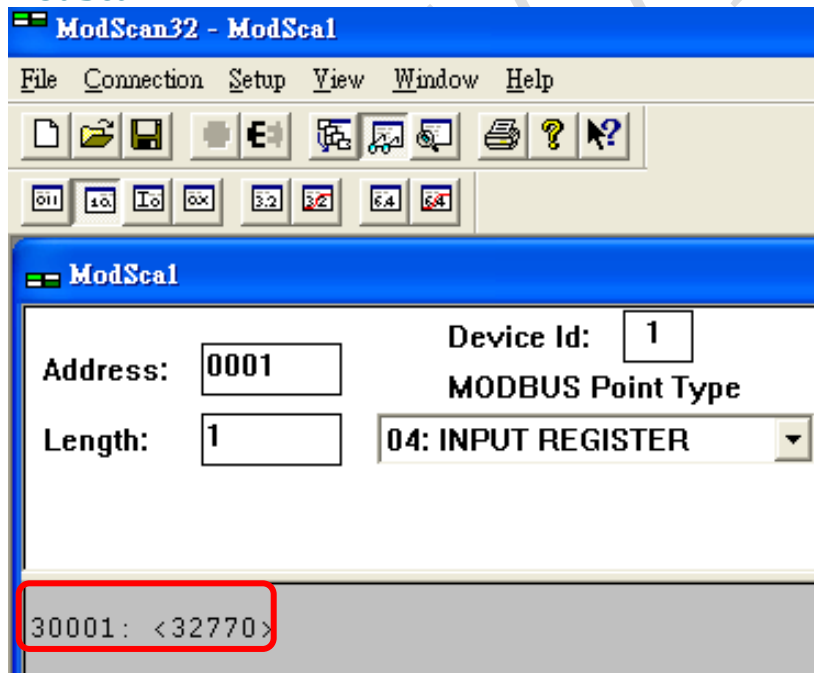 ModScan32 - ModSca1
File Connection Setup View Window Help
ModSca1
Device Id: 1
Address: 0001
MODBUS Point Type
Length: 1
04: INPUT REGISTER
30001: <32770>